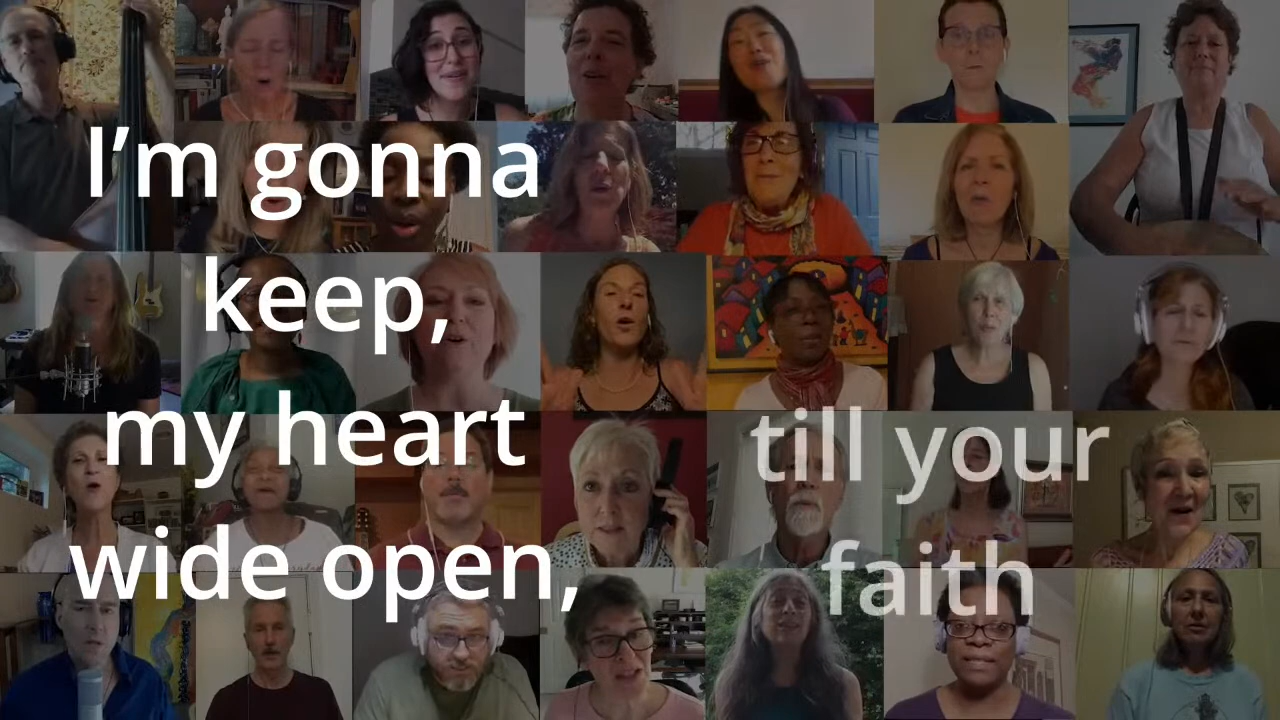 I’m gonna
keep,
my heart
wide open,
till your
faith